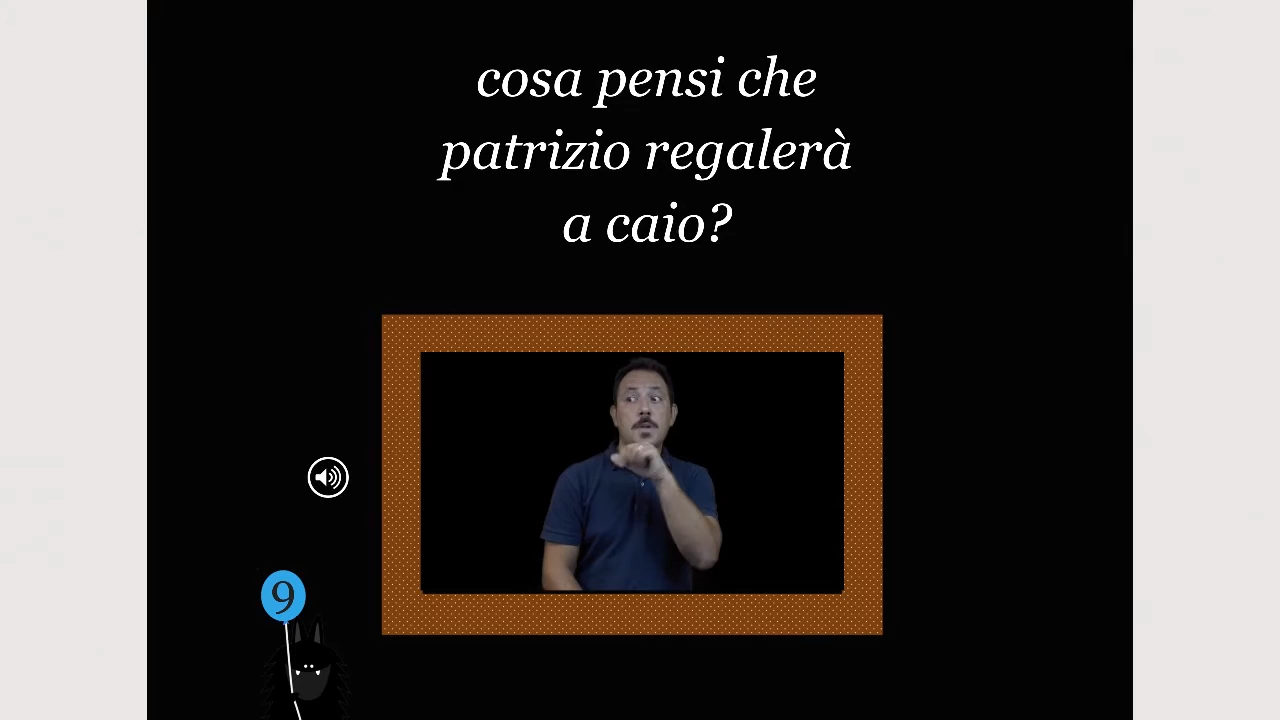 cosa pensi che
patrizio regalerà
a caio?
9